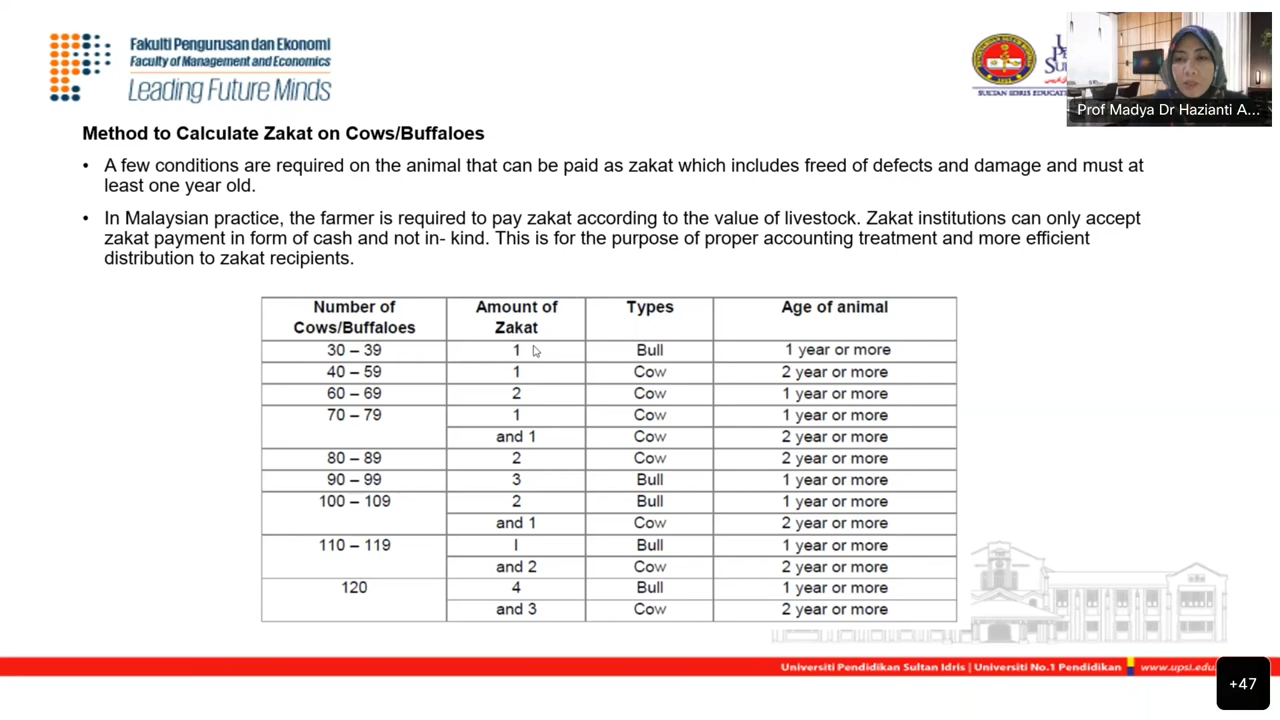 Fakulti Pengurusan dan Ekonomi
Faculty of Management and Economics
Leading Future Minds
SULTAN IDRIS EDUCAT
Prof Madya Dr Hazianti A...
Method to Calculate Zakat on Cows/Buffaloes
• A few conditions are required on the animal that can be paid as zakat which includes freed of defects and damage and must at
least one year old.
• In Malaysian practice, the farmer is required to pay zakat according to the value of livestock. Zakat institutions can only accept
zakat payment in form of cash and not in- kind. This is for the purpose of proper accounting treatment and more efficient
distribution to zakat recipients.
Number of Cows/Buffaloes Amount of Zakat Types Age of animal
30 – 39 1 Bull 1 year or more
40 – 59 1 Cow 2 year or more
60 – 69 2 Cow 1 year or more
70 – 79 1 Cow 1 year or more
and 1 Cow 2 year or more
80 – 89 2 Cow 2 year or more
90 – 99 3 Bull 1 year or more
100 – 109 2 Bull 1 year or more
and 1 Cow 2 year or more
110 – 119 I Bull 1 year or more
and 2 Cow 2 year or more
120 4 Bull 1 year or more
and 3 Cow 2 year or more
Universiti Pendidikan Sultan Idris | Universiti No.1 Pendidikan www.upsi.edu.
+47